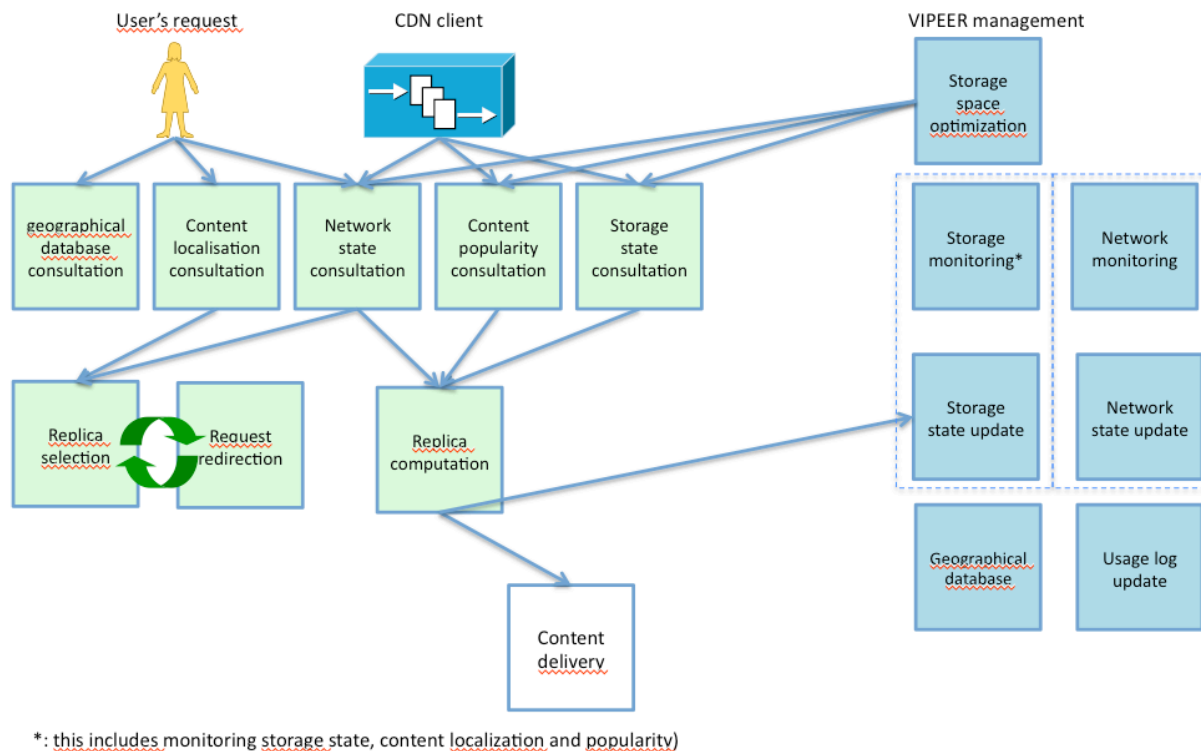 User's request
CDN client
VIPEER management
Storage
space
optimization
geographical
database
consultation
Content
localisation
consultation
Network
state
consultation
Content
popularity
consultation
Storage
state
consultation
Storage
monitoring*
Network
monitoring
Replica
selection
Request
redirection
Replica
computation
Storage
state update
Network
state update
Geographical
database
Usage log
update
Content
delivery
*: this includes monitoring storage state, content localization and popularity)